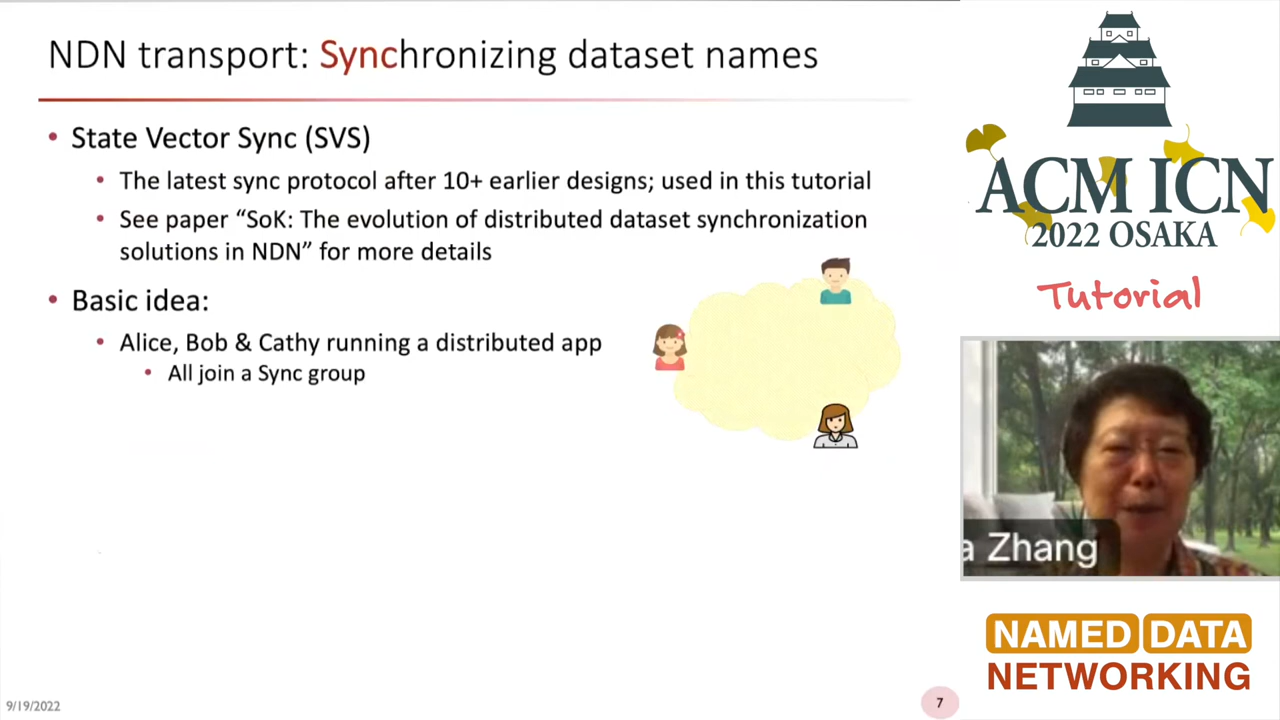 NDN transport: Synchronizing dataset names
• State Vector Sync (SVS)
• The latest sync protocol after 10+ earlier designs; used in this tutorial
• See paper “SoK: The evolution of distributed dataset synchronization
solutions in NDN” for more details
• Basic idea:
• Alice, Bob & Cathy running a distributed app
• All join a Sync group
9/19/2022
7
ACM ICN
2022 OSAKA
Tutorial
a Zhang
NAMED DATA
NETWORKING